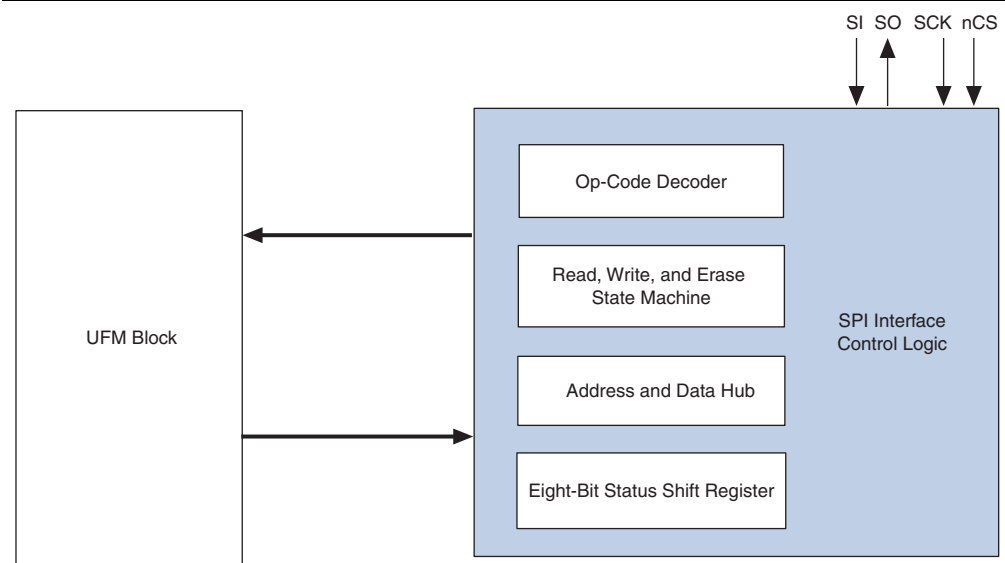 SI SO SCK nCS
Op-Code Decoder
Read, Write, and Erase
State Machine
UFM Block
SPI Interface
Control Logic
Address and Data Hub
Eight-Bit Status Shift Register